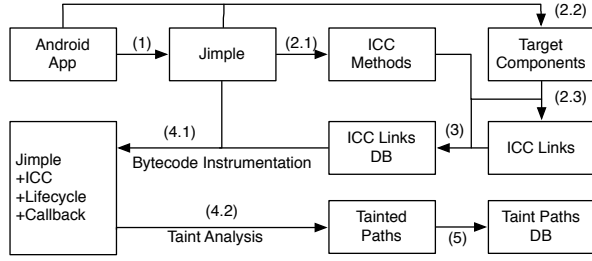 (2.2)
Android
App
(1)
Jimple
(2.1)
ICC
Methods
Target
Components
(2.3)
(4.1)
Bytecode Instrumentation
ICC Links
DB
(3)
ICC Links
Jimple
+ICC
+Lifecycle
+Callback
(4.2)
Taint Analysis
Tainted
Paths
(5)
Taint Paths
DB